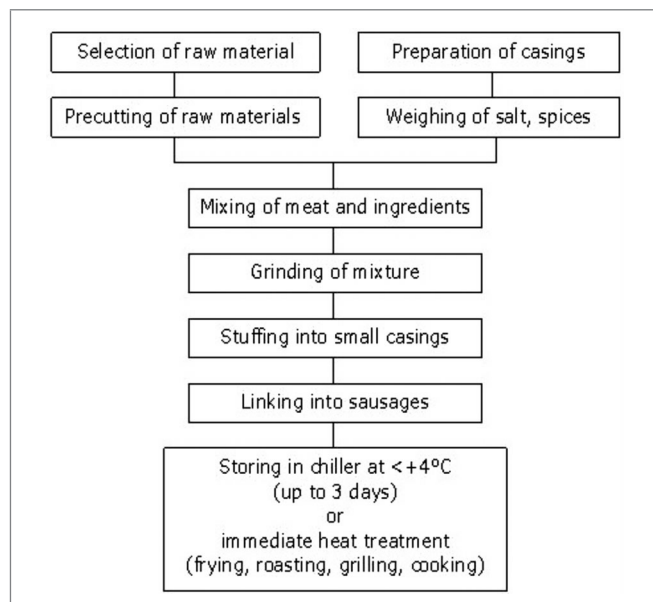 Selection of raw material
Preparation of casings
Precutting of raw materials
Weighing of salt, spices
Mixing of meat and ingredients
Grinding of mixture
Stuffing into small casings
Linking into sausages
Storing in chiller at <+4ºC
(up to 3 days)
or
immediate heat treatment
(frying, roasting, grilling, cooking)